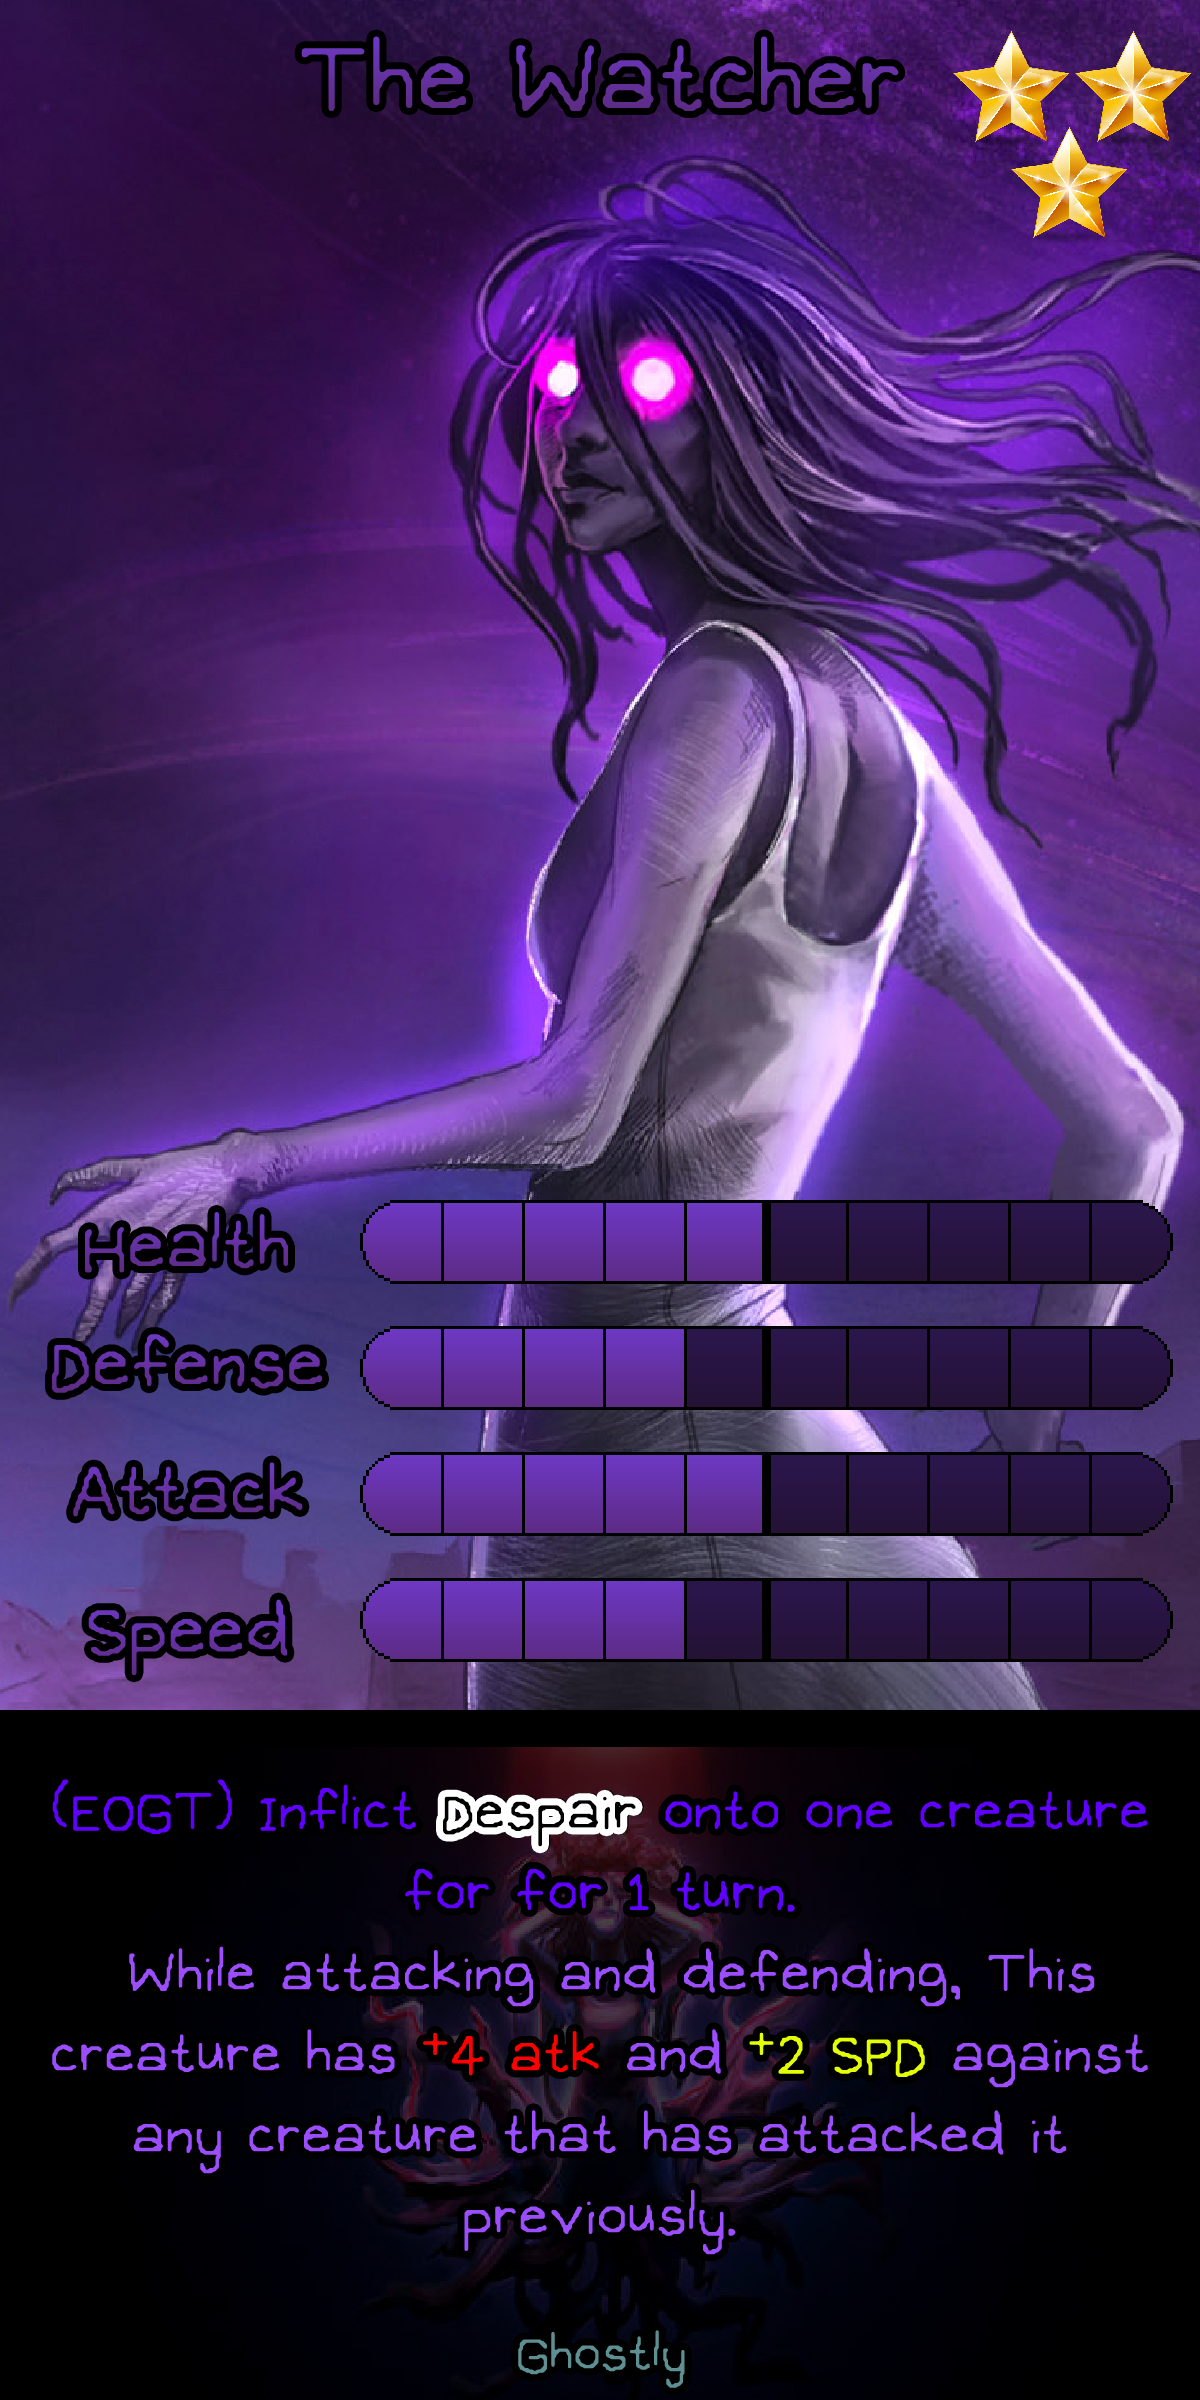 The Watcher
Health
Defense
Attack
Speed
(EOGT) Inflict Despair onto one creature
for for 1 turn.
While attacking and defending, This
creature has +4 atk and +2 SPD against
any creature that has attacked it
previously.
Ghostly